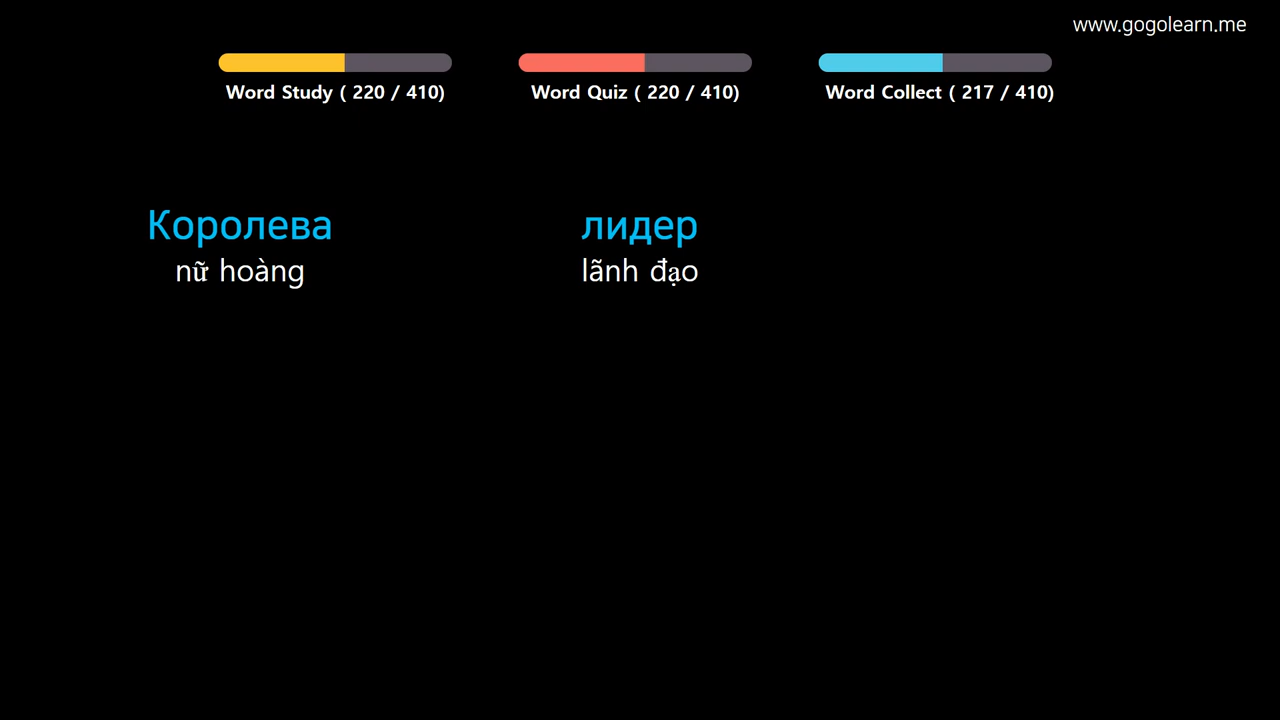 www.gogolearn.me
Word Study ( 220 / 410)
Word Quiz ( 220 / 410)
Word Collect ( 217 / 410)
Королева
nữ hoàng
лидер
lãnh đạo